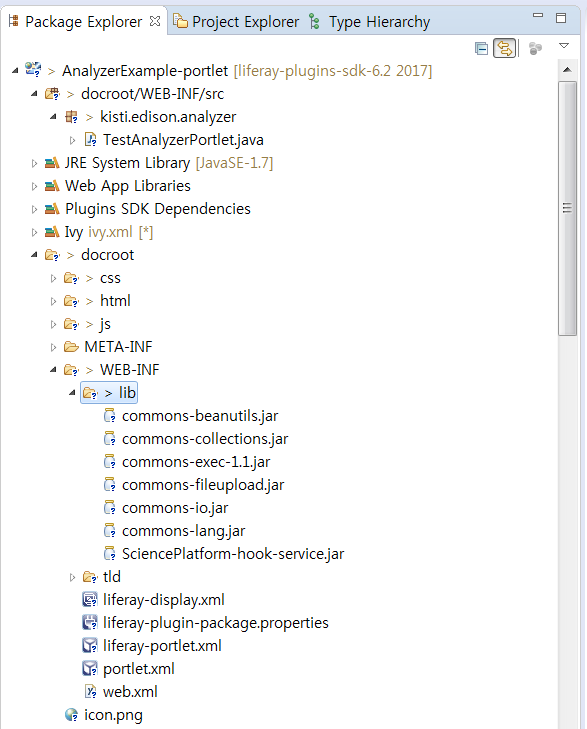 Package Explorer Project Explorer Type Hierarchy
> AnalyzerExample-portlet [liferay-plugins-sdk-6.2 2017]
> docroot/WEB-INF/src
> kisti.edison.analyzer
TestAnalyzerPortlet.java
JRE System Library [JavaSE-1.7]
Web App Libraries
Plugins SDK Dependencies
Ivy ivy.xml [*]
> docroot
> css
> html
> js
META-INF
> WEB-INF
> lib
commons-beanutils.jar
commons-collections.jar
commons-exec-1.1.jar
commons-fileupload.jar
commons-io.jar
commons-lang.jar
SciencePlatform-hook-service.jar
tld
liferay-display.xml
liferay-plugin-package.properties
liferay-portlet.xml
portlet.xml
web.xml
icon.png